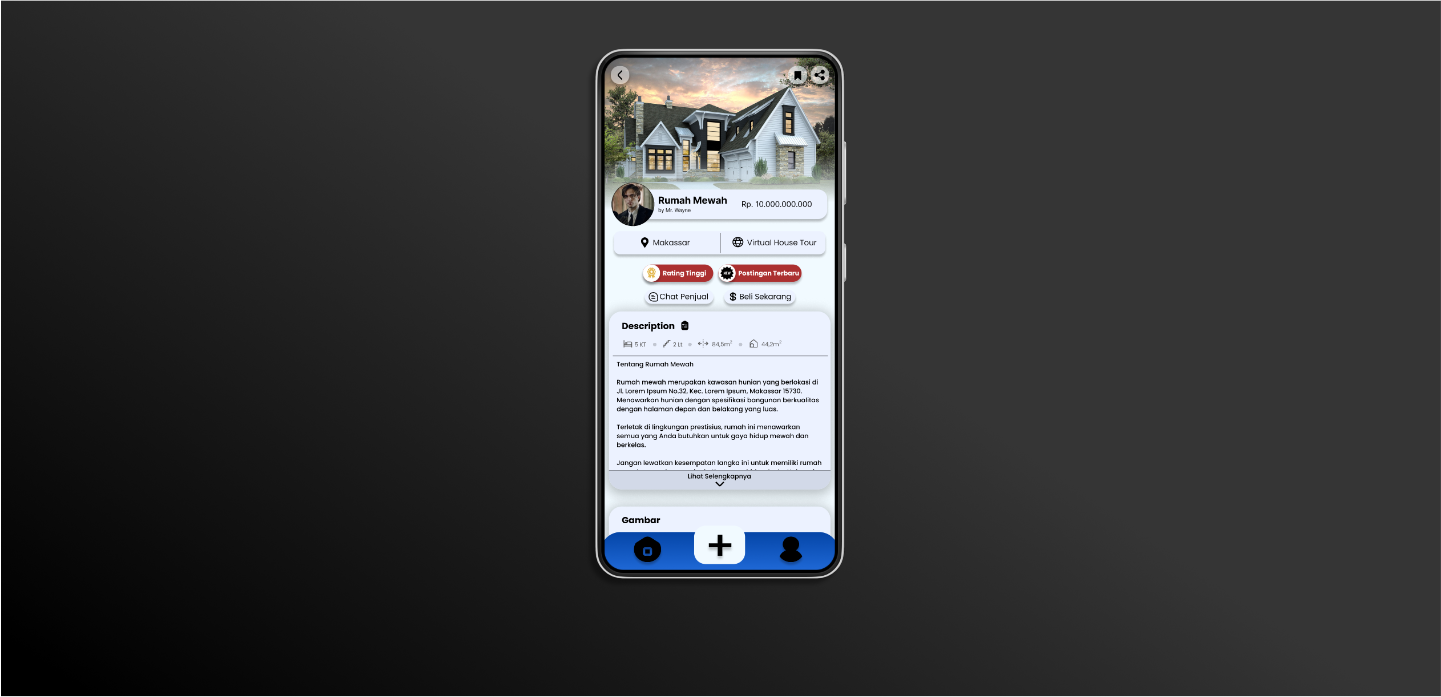 Rumah Mewah
by Mr. Wayne
Rp. 10.000.000.000
Makassar
Virtual House Tour
Rating Tinggi
Postingan Terbaru
Chat Penjual
Beli Sekarang
Description
5 KT
2 Lt
84,5m²
44,2m²
Tentang Rumah Mewah
Rumah mewah merupakan kawasan hunian yang berlokasi di
Jl. Lorem Ipsum No.32, Kec. Lorem Ipsum, Makassar 15730.
Menawarkan hunian dengan spesifikasi bangunan berkualitas
dengan halaman depan dan belakang yang luas.
Terletak di lingkungan prestisius, rumah ini menawarkan
semua yang Anda butuhkan untuk gaya hidup mewah dan
berkelas.
Jangan lewatkan kesempatan langka ini untuk memiliki rumah
Lihat Selengkapnya
Gambar